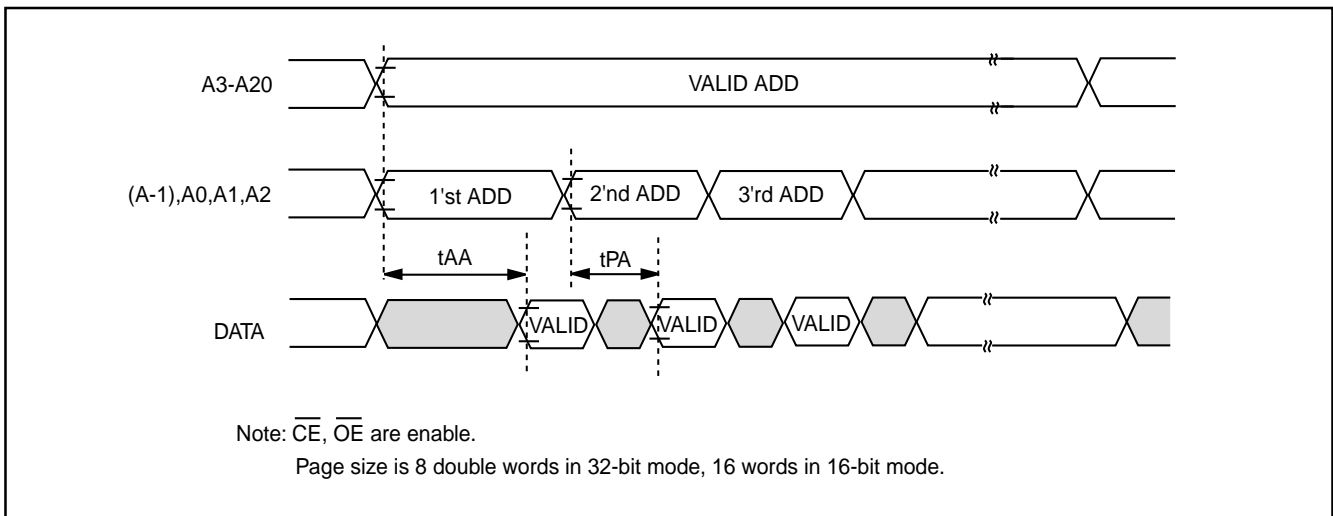 A3-A20
VALID ADD
(A-1),A0,A1,A2
1'st ADD
2'nd ADD
3'rd ADD
tAA
tPA
DATA
VALID
VALID
VALID
Note: CE, OE are enable.
Page size is 8 double words in 32-bit mode, 16 words in 16-bit mode.